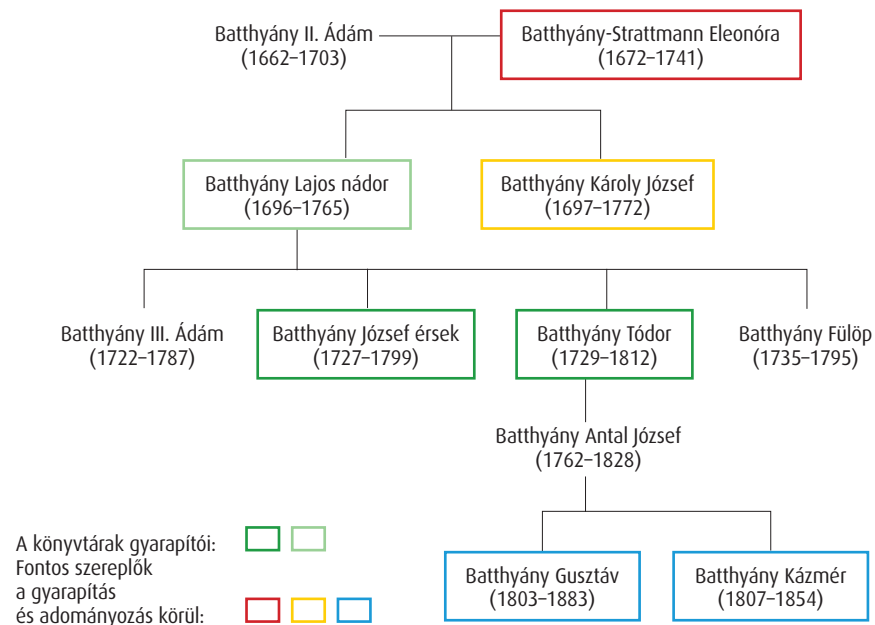 Batthyány II. Ádám
(1662–1703)
Batthyány-Strattmann Eleonóra
(1672–1741)
Batthyány Lajos nádor
(1696–1765)
Batthyány Károly József
(1697–1772)
Batthyány III. Ádám
(1722–1787)
Batthyány József érsek
(1727–1799)
Batthyány Tódor
(1729–1812)
Batthyány Fülöp
(1735–1795)
Batthyány Antal József
(1762–1828)
Batthyány Gusztáv
(1803–1883)
Batthyány Kázmér
(1807–1854)
A könyvtárak gyarapítói:
Fontos szereplők
a gyarapítás
és adományozás körül: